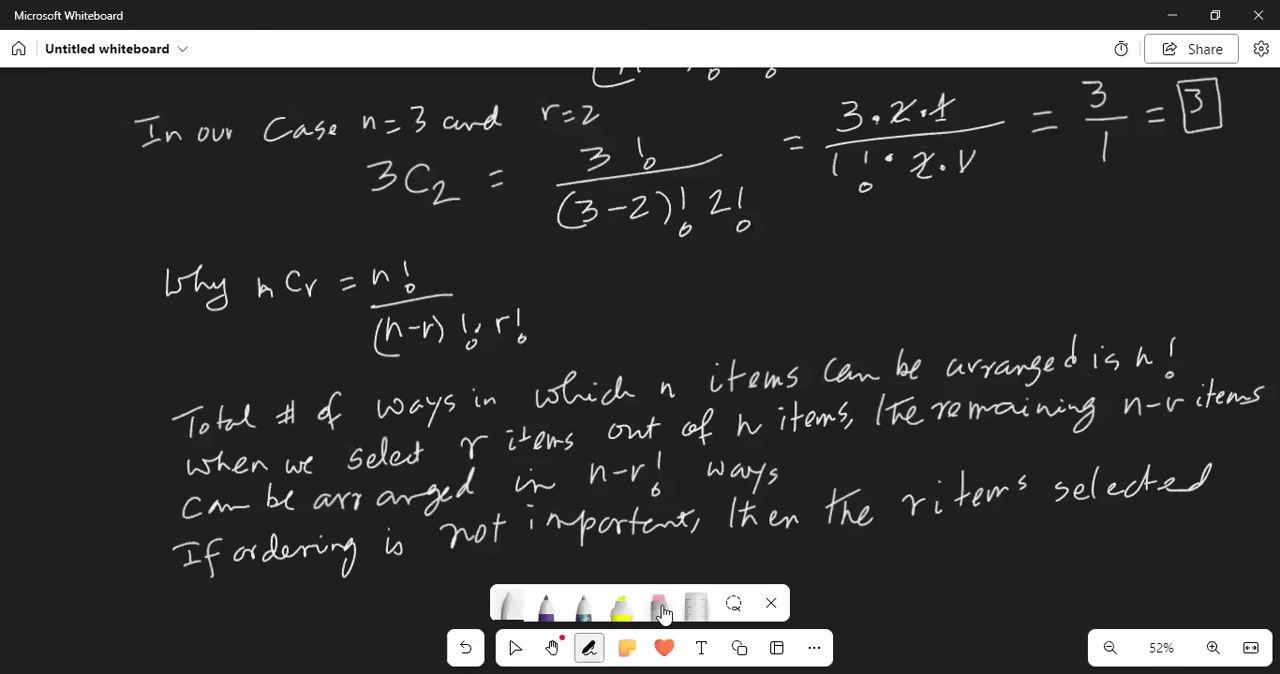 Microsoft Whiteboard
Untitled whiteboard
Share
In our Case n=3 and r=2
3C2 = 3! / (3-2)! 2! = 3.2.1 / 1!.2.1 = 3/1 = 3
Why nCr = n! / (n-r)!.r!
Total # of ways in which n items can be arranged is n!
when we select r items out of n items, the remaining n-r items
can be arranged in n-r! ways
If ordering is not important, then the r items selected
52%